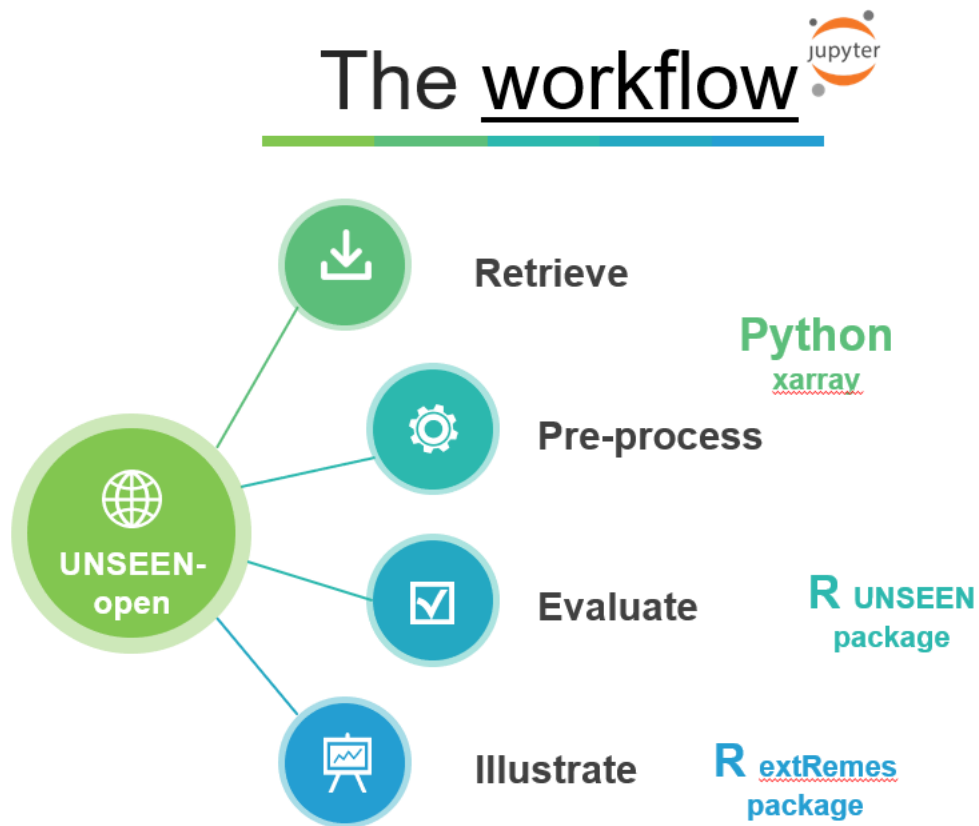 The workflow
jupyter
Retrieve
Python
xarray
Pre-process
UNSEEN-
open
Evaluate
R UNSEEN
package
Illustrate
R extRemes
package